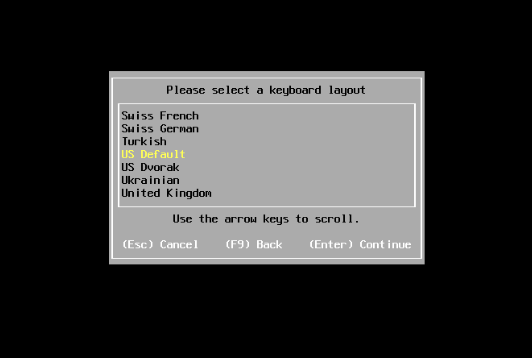 Please select a keyboard layout
Swiss French
Swiss German
Turkish
US Default
US Dvorak
Ukrainian
United Kingdom
Use the arrow keys to scroll.
(Esc) Cancel (F9) Back (Enter) Continue